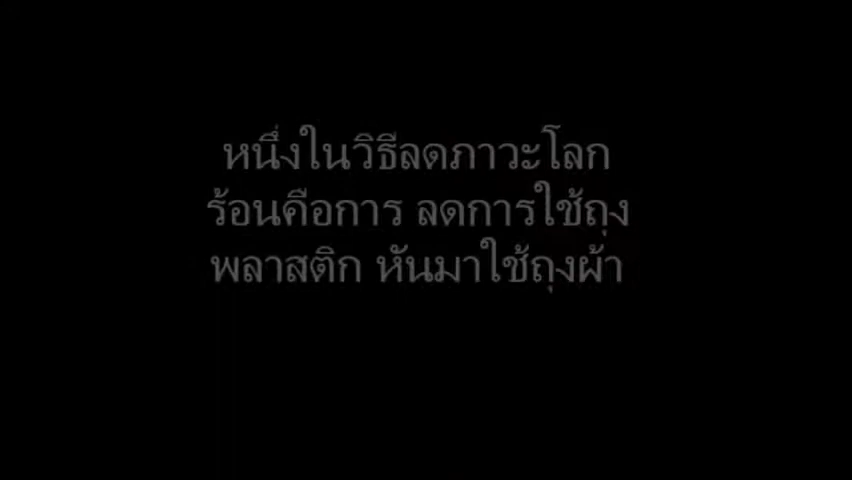 หนึ่งในวิธีลดภาวะโลก
ร้อนคือการ ลดการใช้ถุง
พลาสติก หันมาใช้ถุงผ้า